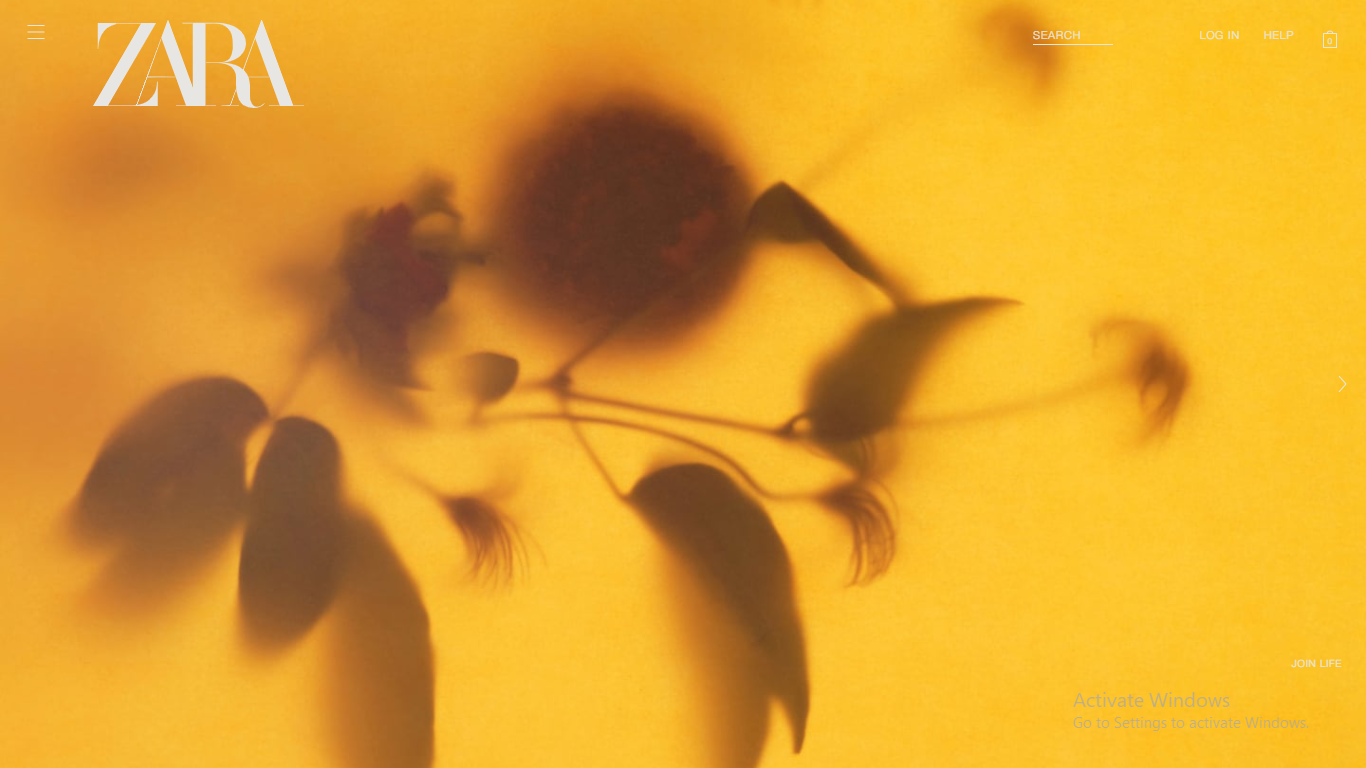 ZARA
SEARCH
LOG IN
HELP
0
JOIN LIFE
Activate Windows
Go to Settings to activate Windows.